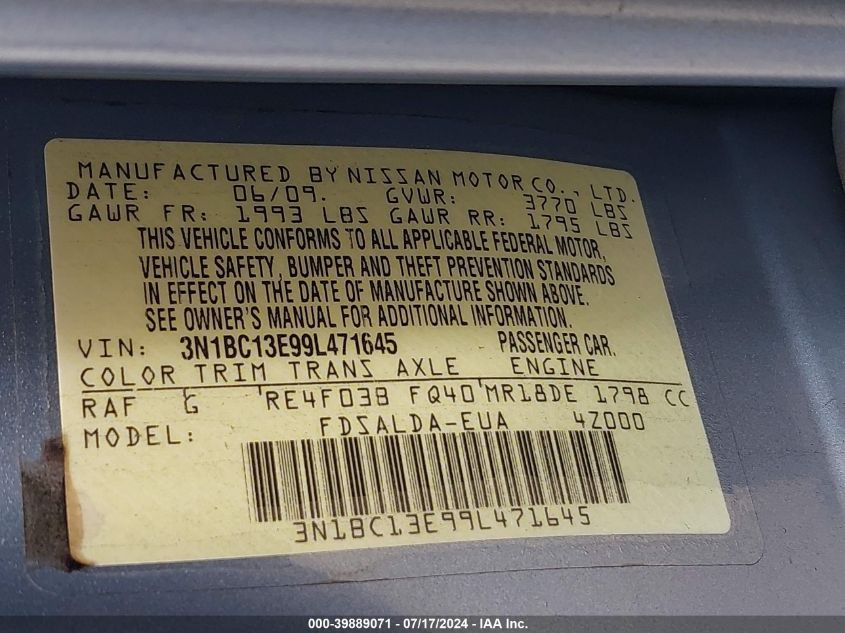 MANUFACTURED BY NISSAN MOTOR CO., LTD.
DATE: 06/09. GVWR: 3770 LBS
GAWR FR: 1993 LBS GAWR RR: 1795 LBS
THIS VEHICLE CONFORMS TO ALL APPLICABLE FEDERAL MOTOR,
VEHICLE SAFETY, BUMPER AND THEFT PREVENTION STANDARDS
IN EFFECT ON THE DATE OF MANUFACTURE SHOWN ABOVE.
SEE OWNER'S MANUAL FOR ADDITIONAL INFORMATION.
VIN: 3N1BC13E99L471645 PASSENGER CAR.
COLOR TRIM TRANS AXLE ENGINE
RAF G RE4F03B FQ40 MR18DE 1798 CC
MODEL: FDSALDA-EUA 4Z000
3N1BC13E99L471645
000-39889071 - 07/17/2024 - IAA Inc.